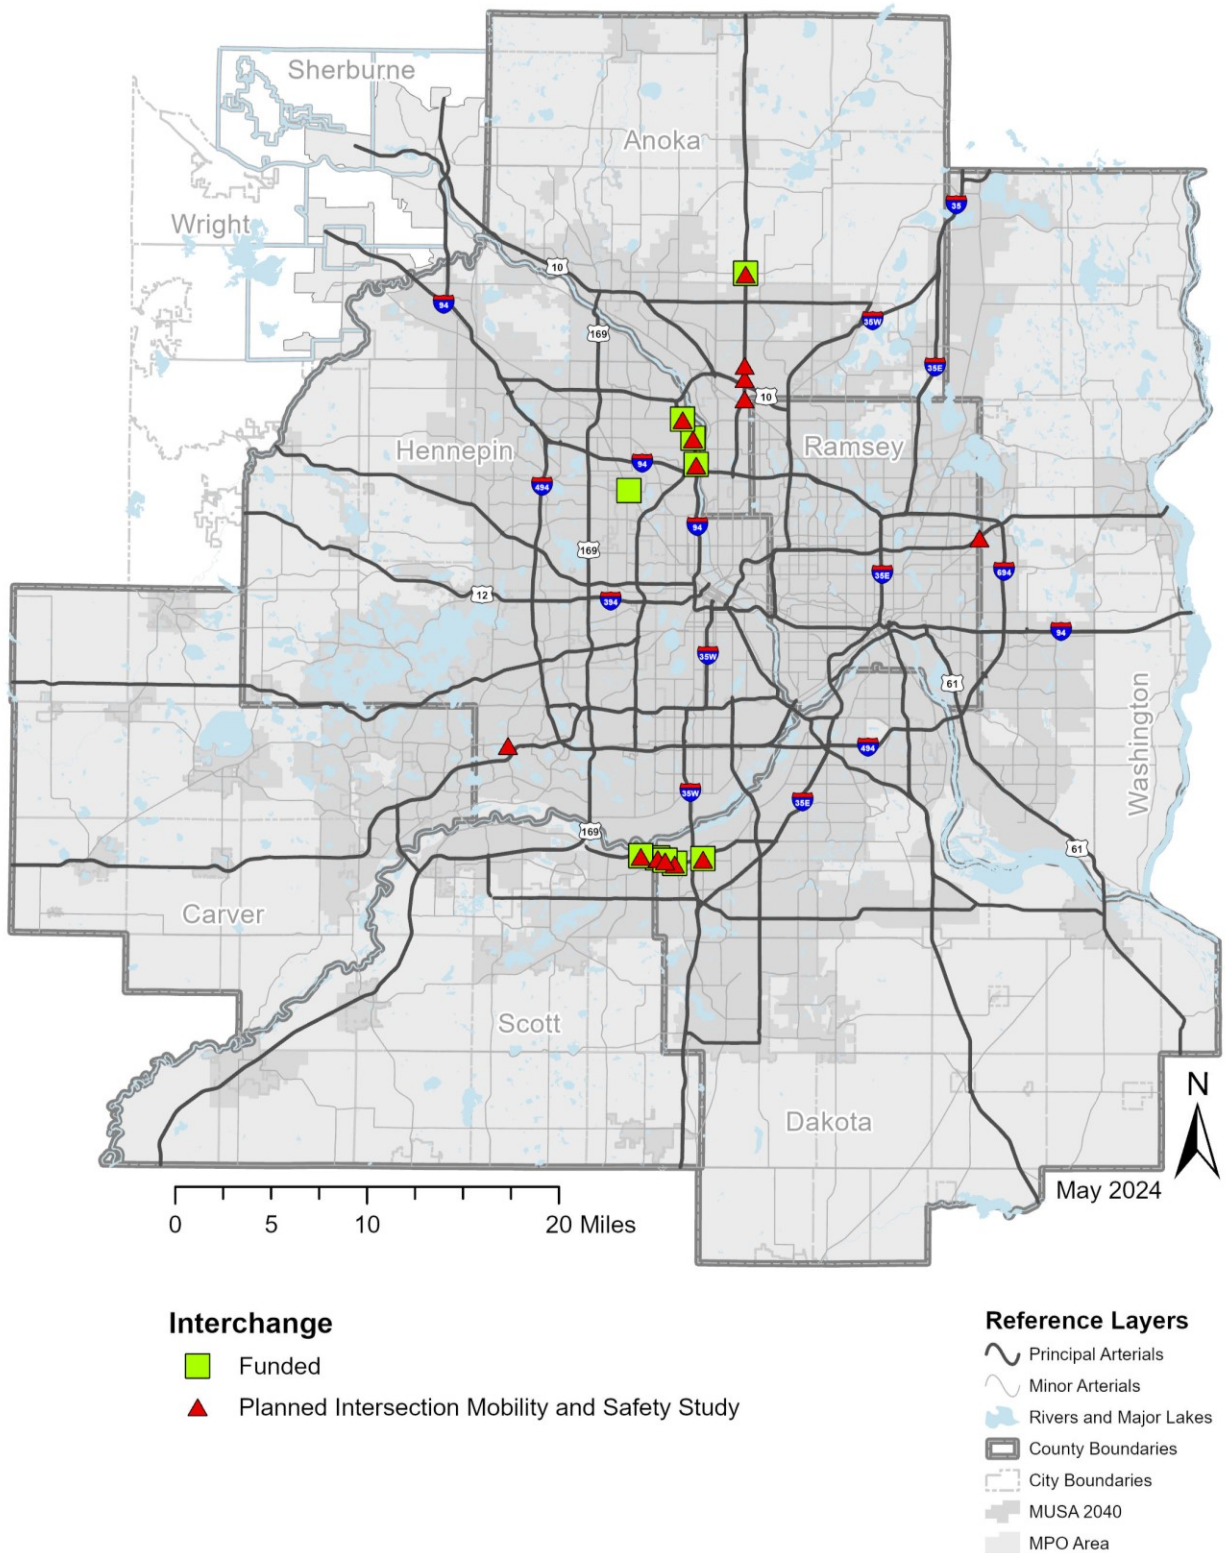 Sherburne
Anoka
Wright
35
10
94
35W
169
35E
10
Hennepin
Ramsey
94
494
94
169
35E
694
12
394
94
35W
61
Washington
494
35W
35E
169
61
Carver
Scott
Dakota
N
May 2024
0 5 10 20 Miles
Interchange
Funded
Planned Intersection Mobility and Safety Study
Reference Layers
Principal Arterials
Minor Arterials
Rivers and Major Lakes
County Boundaries
City Boundaries
MUSA 2040
MPO Area